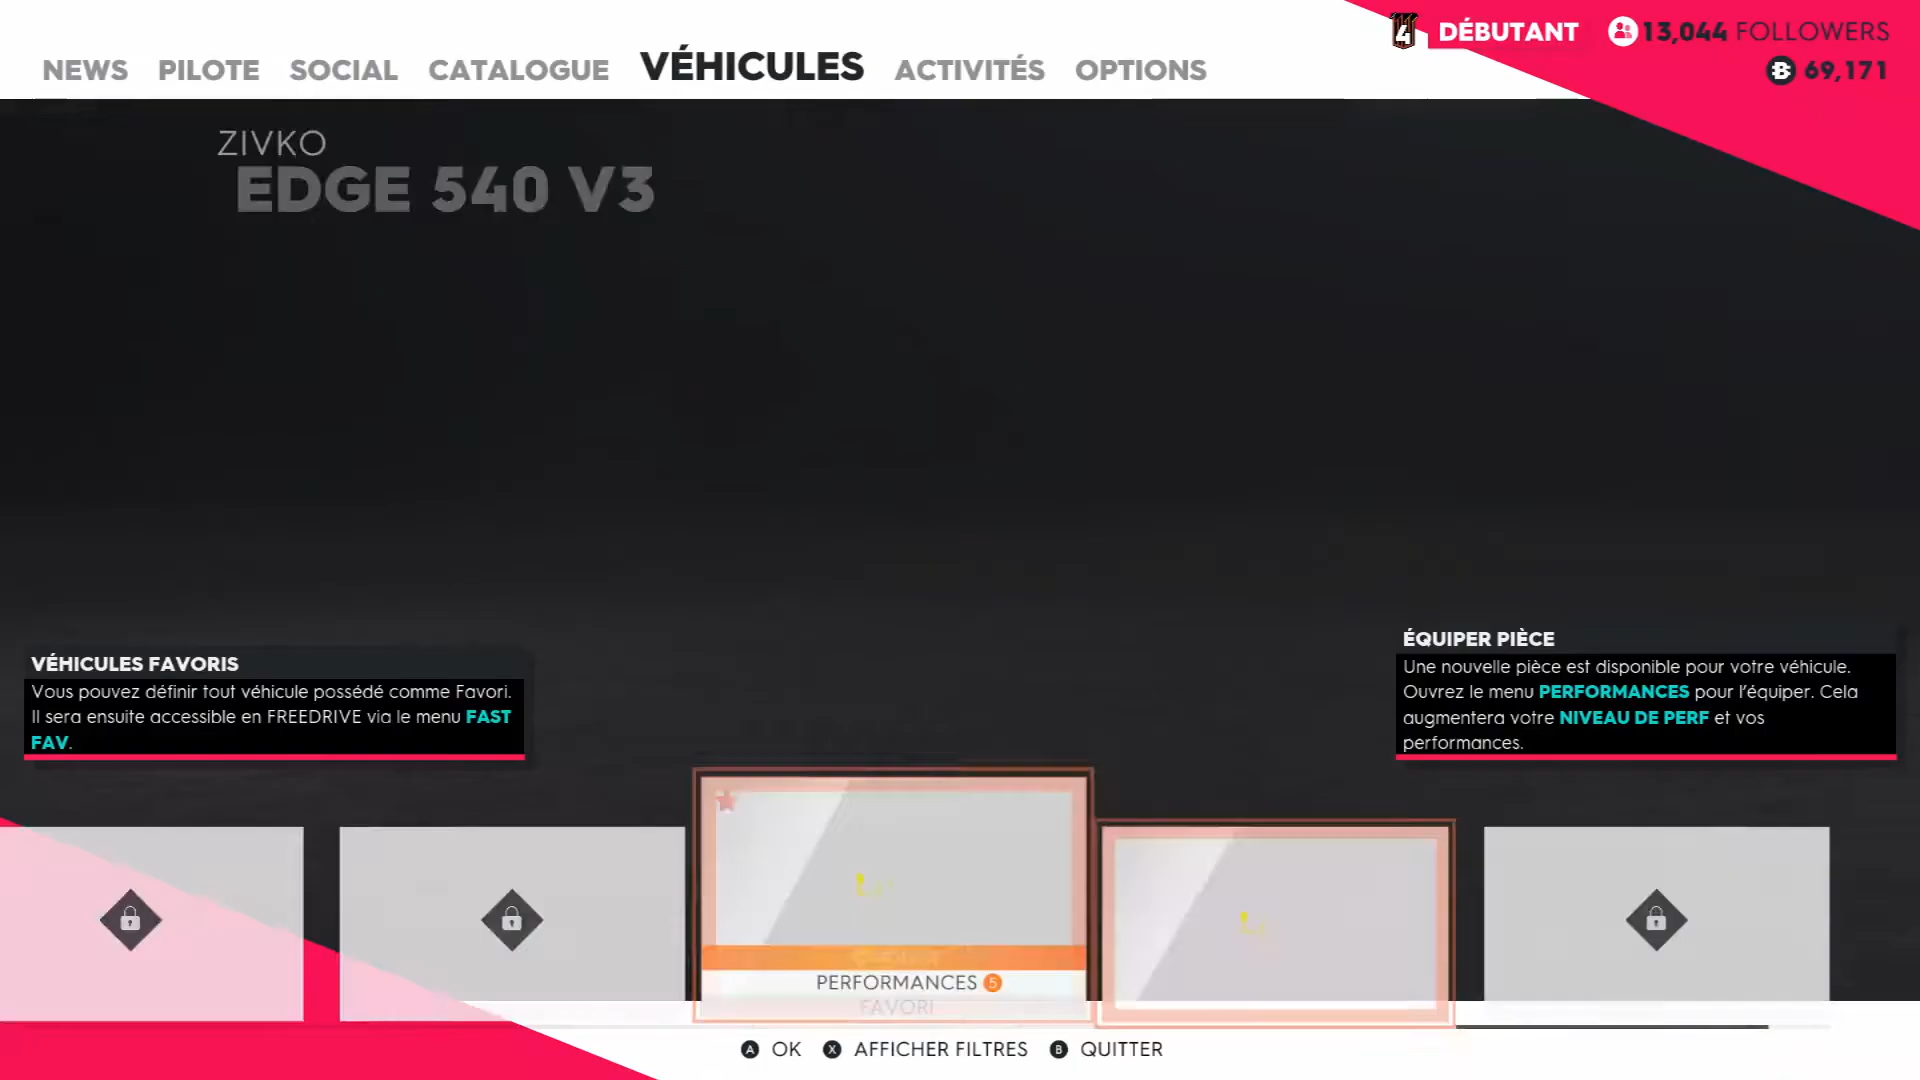 4 DÉBUTANT 13,044 FOLLOWERS
69,171
NEWS PILOTE SOCIAL CATALOGUE VÉHICULES ACTIVITÉS OPTIONS
ZIVKO
EDGE 540 V3
VÉHICULES FAVORIS
Vous pouvez définir tout véhicule possédé comme Favori.
Il sera ensuite accessible en FREEDRIVE via le menu FAST
FAV.
ÉQUIPER PIÈCE
Une nouvelle pièce est disponible pour votre véhicule.
Ouvrez le menu PERFORMANCES pour l'équiper. Cela
augmentera votre NIVEAU DE PERF et vos
performances.
PERFORMANCES 5
FAVORI
A OK X AFFICHER FILTRES B QUITTER